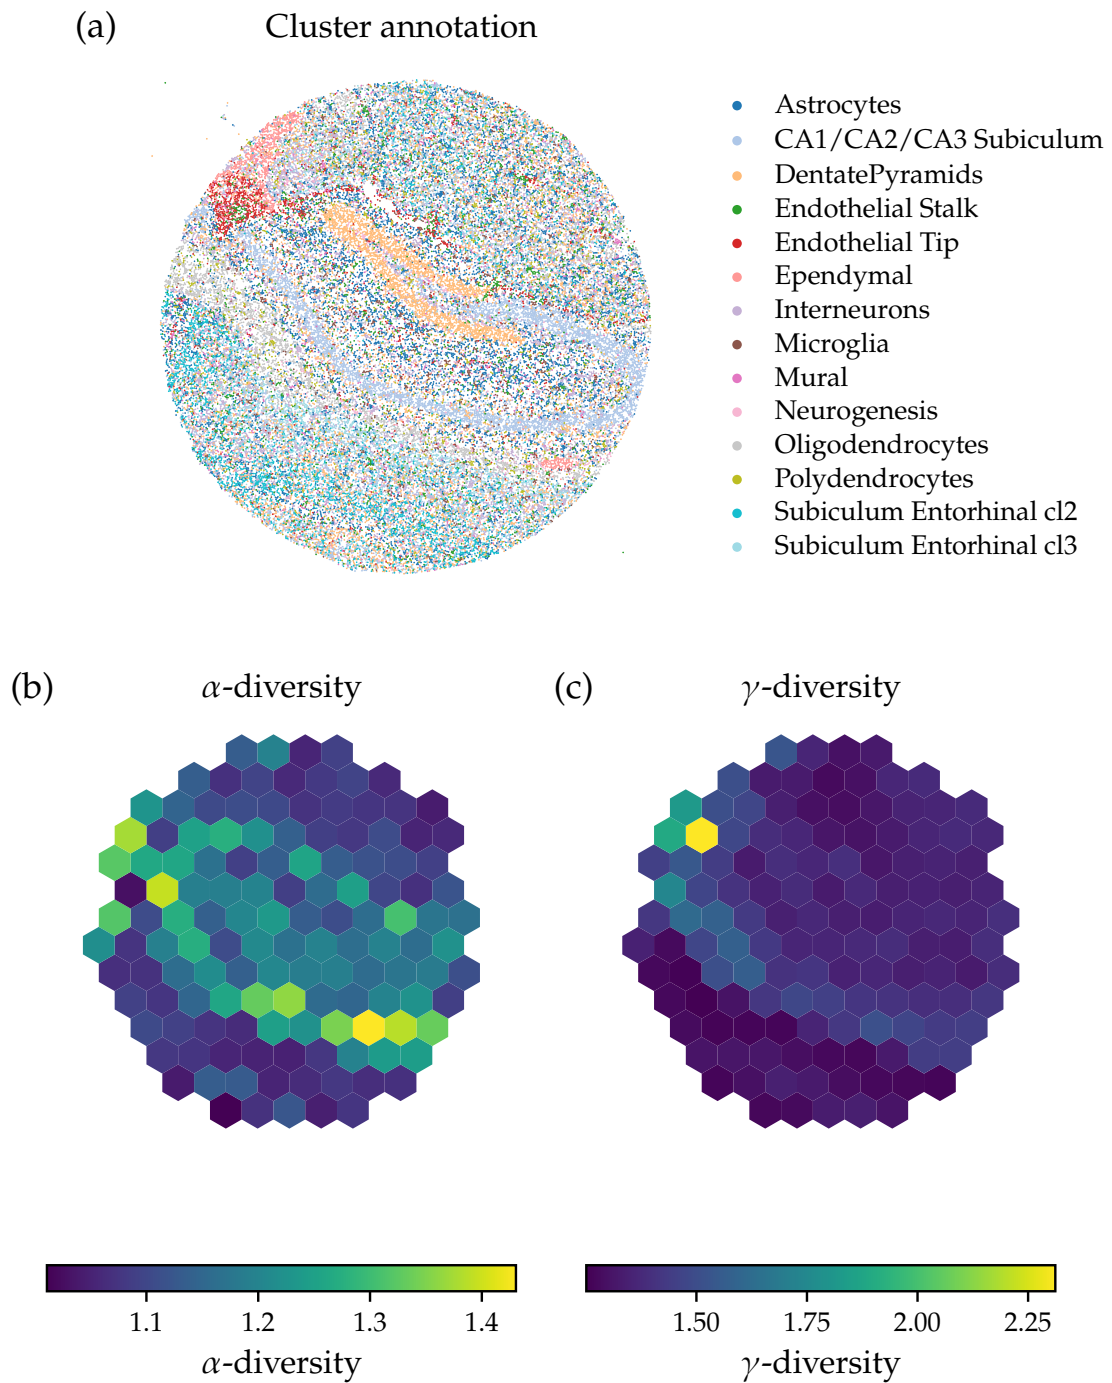 (a)
Cluster annotation
Astrocytes
CA1/CA2/CA3 Subiculum
DentatePyramids
Endothelial Stalk
Endothelial Tip
Ependymal
Interneurons
Microglia
Mural
Neurogenesis
Oligodendrocytes
Polydendrocytes
Subiculum Entorhinal cl2
Subiculum Entorhinal cl3
(b)
α-diversity
(c)
γ-diversity
1.1 1.2 1.3 1.4
α-diversity
1.50 1.75 2.00 2.25
γ-diversity